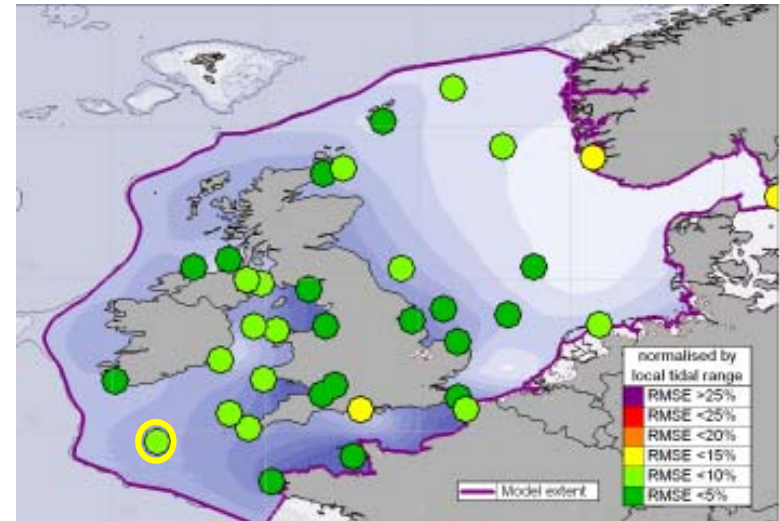 normalised by
local tidal range
RMSE >25%
RMSE <25%
RMSE <20%
RMSE <15%
RMSE <10%
RMSE <5%
Model extent